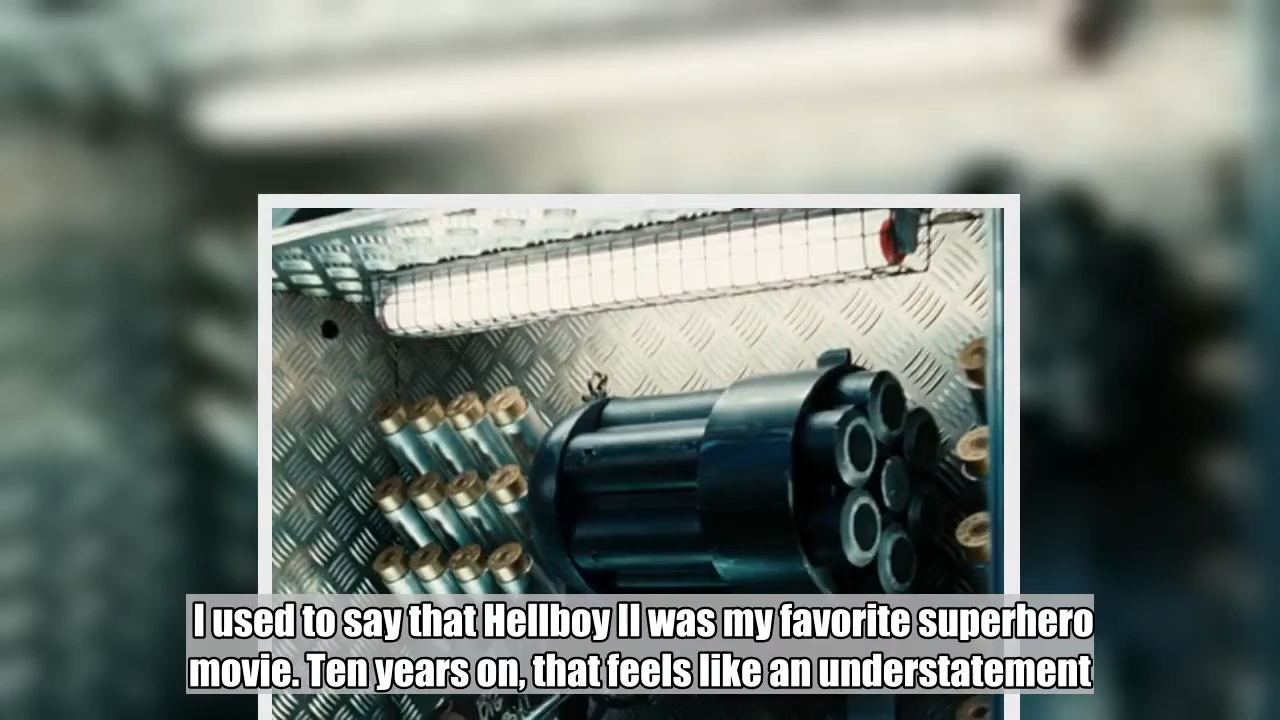 I used to say that Hellboy II was my favorite superhero
movie. Ten years on, that feels like an understatement